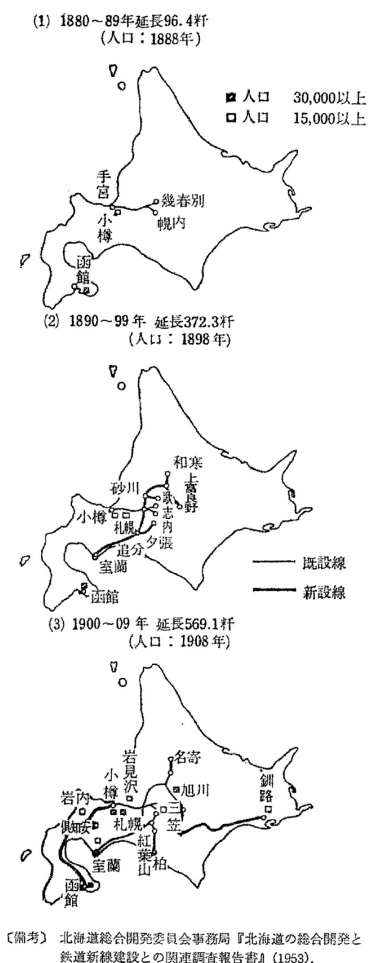 (1) 1880～89年延長96.4粁
(人口：1888年)
人口 30,000以上
人口 15,000以上
手宮
小樽
幾春別
幌内
函館
(2) 1890～99年 延長372.3粁
(人口：1898年)
和寒
上富良野
砂川
歌志内
小樽
札幌
夕張
追分
室蘭
函館
既設線
新設線
(3) 1900～09年 延長569.1粁
(人口：1908年)
名寄
岩見沢
小樽
旭川
釧路
岩内
倶知安
札幌
三笠
紅葉山
室蘭
柏
函館
〔備考〕 北海道総合開発委員会事務局『北海道の総合開発と
鉄道新線建設との関連調査報告書』(1953).